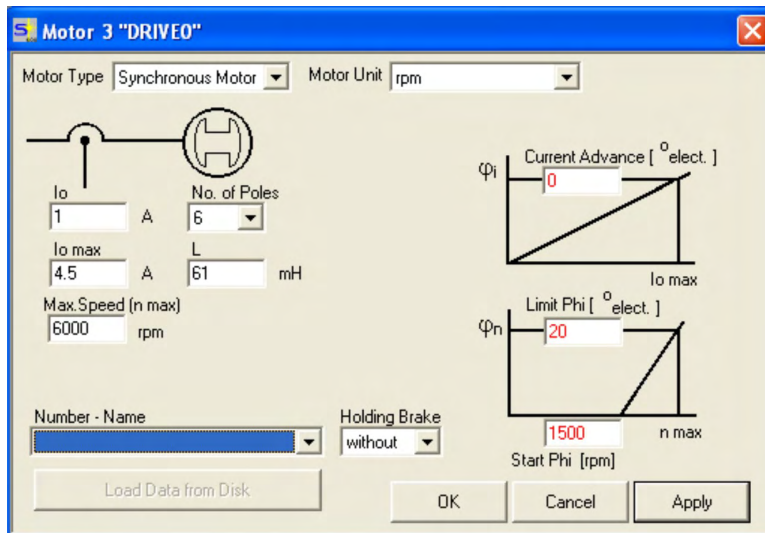 Motor 3 "DRIVE0"
Motor Type Synchronous Motor Motor Unit rpm
Io No. of Poles
1 A 6
Io max L
4.5 A 61 mH
Max.Speed (n max)
6000 rpm
φi Current Advance [ °elect. ]
0
Io max
φn Limit Phi [ °elect. ]
20
1500 n max
Start Phi [rpm]
Number - Name Holding Brake
without
Load Data from Disk
OK Cancel Apply